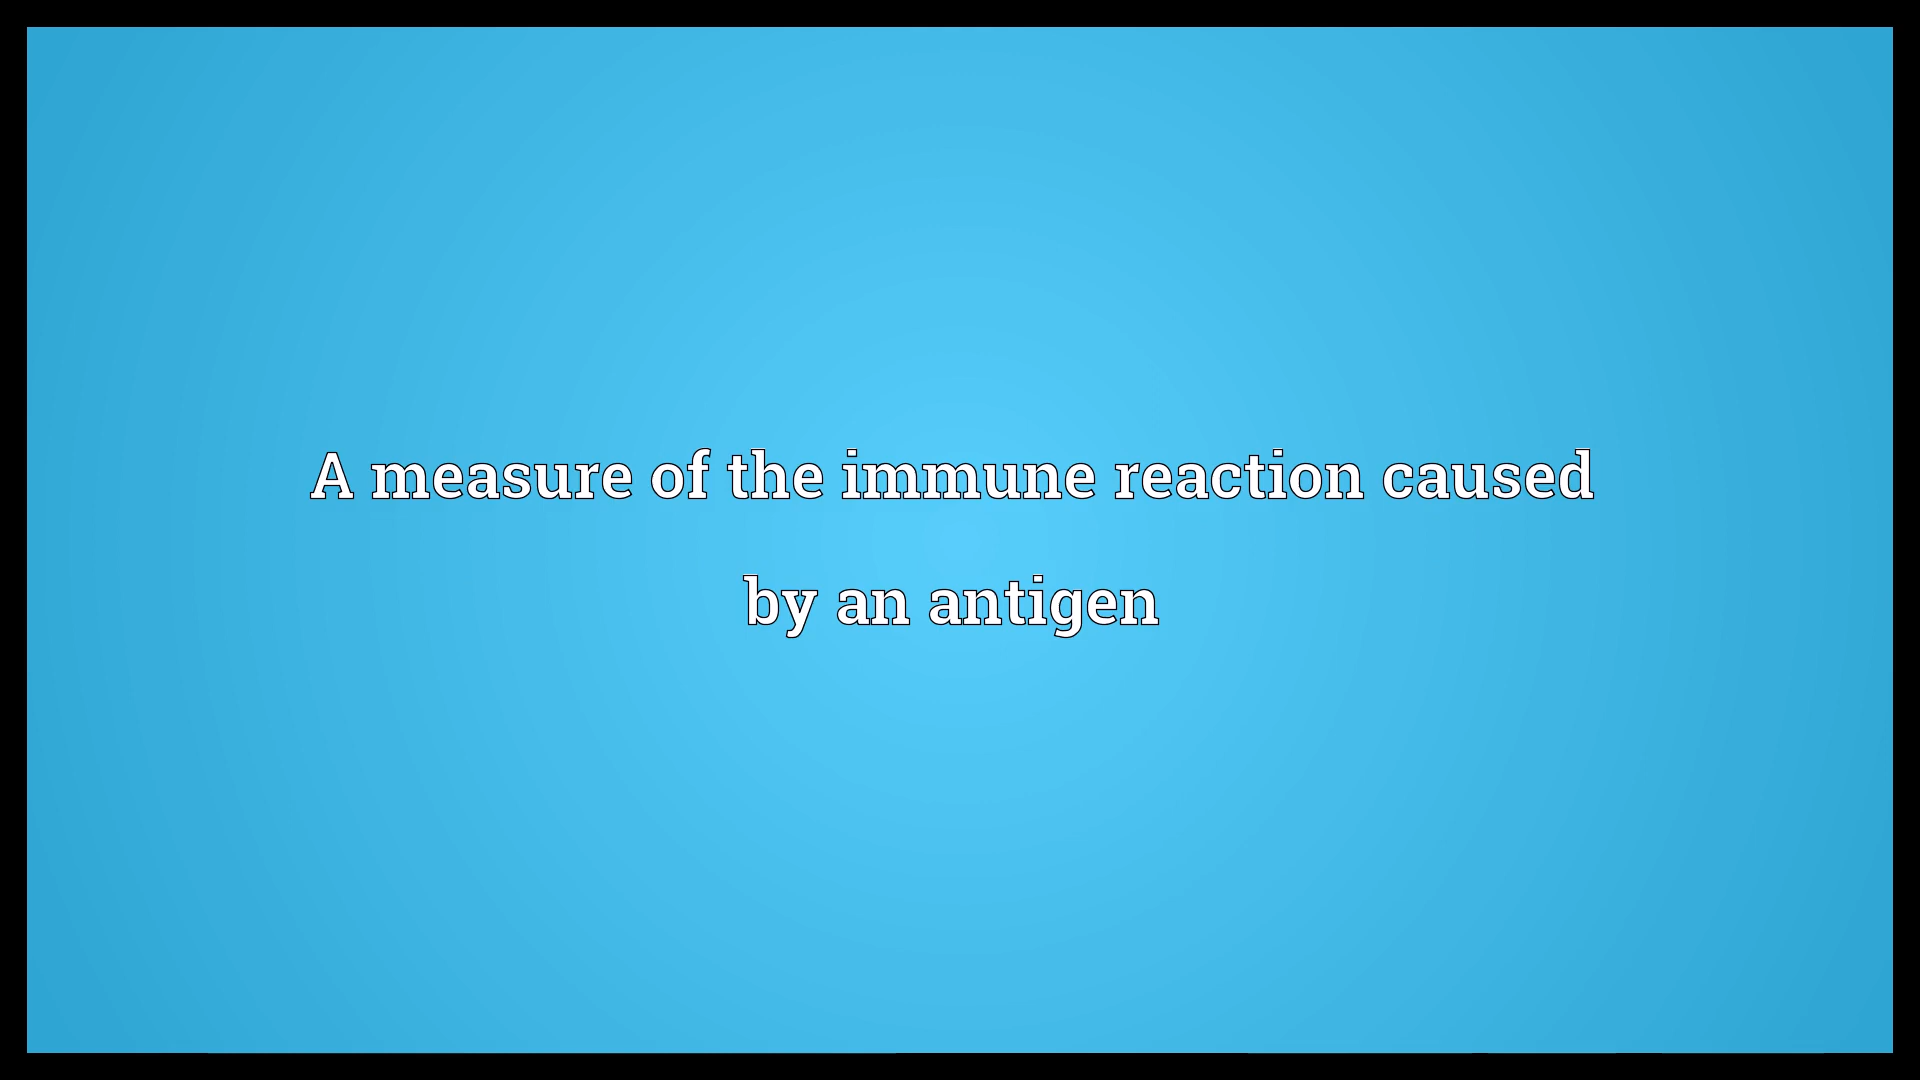 A measure of the immune reaction caused
by an antigen